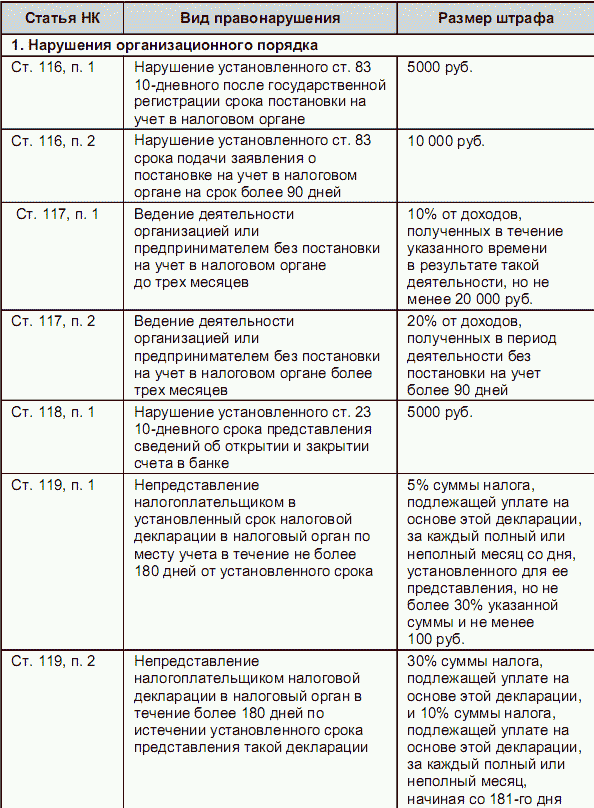 Статья НК Вид правонарушения Размер штрафа
1. Нарушения организационного порядка
Ст. 116, п. 1
Нарушение установленного ст. 83
10-дневного после государственной
регистрации срока постановки на
учет в налоговом органе
5000 руб.
Ст. 116, п. 2
Нарушение установленного ст. 83
срока подачи заявления о
постановке на учет в налоговом
органе на срок более 90 дней
10 000 руб.
Ст. 117, п. 1
Ведение деятельности
организацией или
предпринимателем без постановки
на учет в налоговом органе
до трех месяцев
10% от доходов,
полученных в течение
указанного времени
в результате такой
деятельности, но не
менее 20 000 руб.
Ст. 117, п. 2
Ведение деятельности
организацией или
предпринимателем без постановки
на учет в налоговом органе более
трех месяцев
20% от доходов,
полученных в период
деятельности без
постановки на учет
более 90 дней
Ст. 118, п. 1
Нарушение установленного ст. 23
10-дневного срока представления
сведений об открытии и закрытии
счета в банке
5000 руб.
Ст. 119, п. 1
Непредставление
налогоплательщиком в
установленный срок налоговой
декларации в налоговый орган по
месту учета в течение не более
180 дней от установленного срока
5% суммы налога,
подлежащей уплате на
основе этой декларации,
за каждый полный или
неполный месяц со дня,
установленного для ее
представления, но не
более 30% указанной
суммы и не менее
100 руб.
Ст. 119, п. 2
Непредставление
налогоплательщиком налоговой
декларации в налоговый орган в
течение более 180 дней по
истечении установленного срока
представления такой декларации
30% суммы налога,
подлежащей уплате на
основе этой декларации,
и 10% суммы налога,
подлежащей уплате на
основе этой декларации,
за каждый полный или
неполный месяц,
начиная со 181-го дня